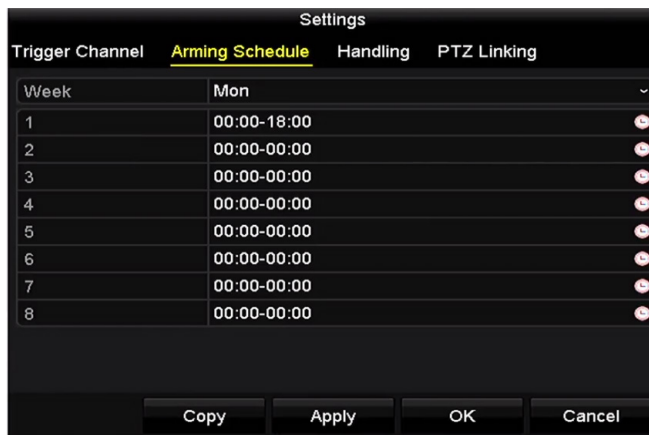 Settings
Trigger Channel Arming Schedule Handling PTZ Linking
Week Mon
1 00:00-18:00
2 00:00-00:00
3 00:00-00:00
4 00:00-00:00
5 00:00-00:00
6 00:00-00:00
7 00:00-00:00
8 00:00-00:00
Copy Apply OK Cancel